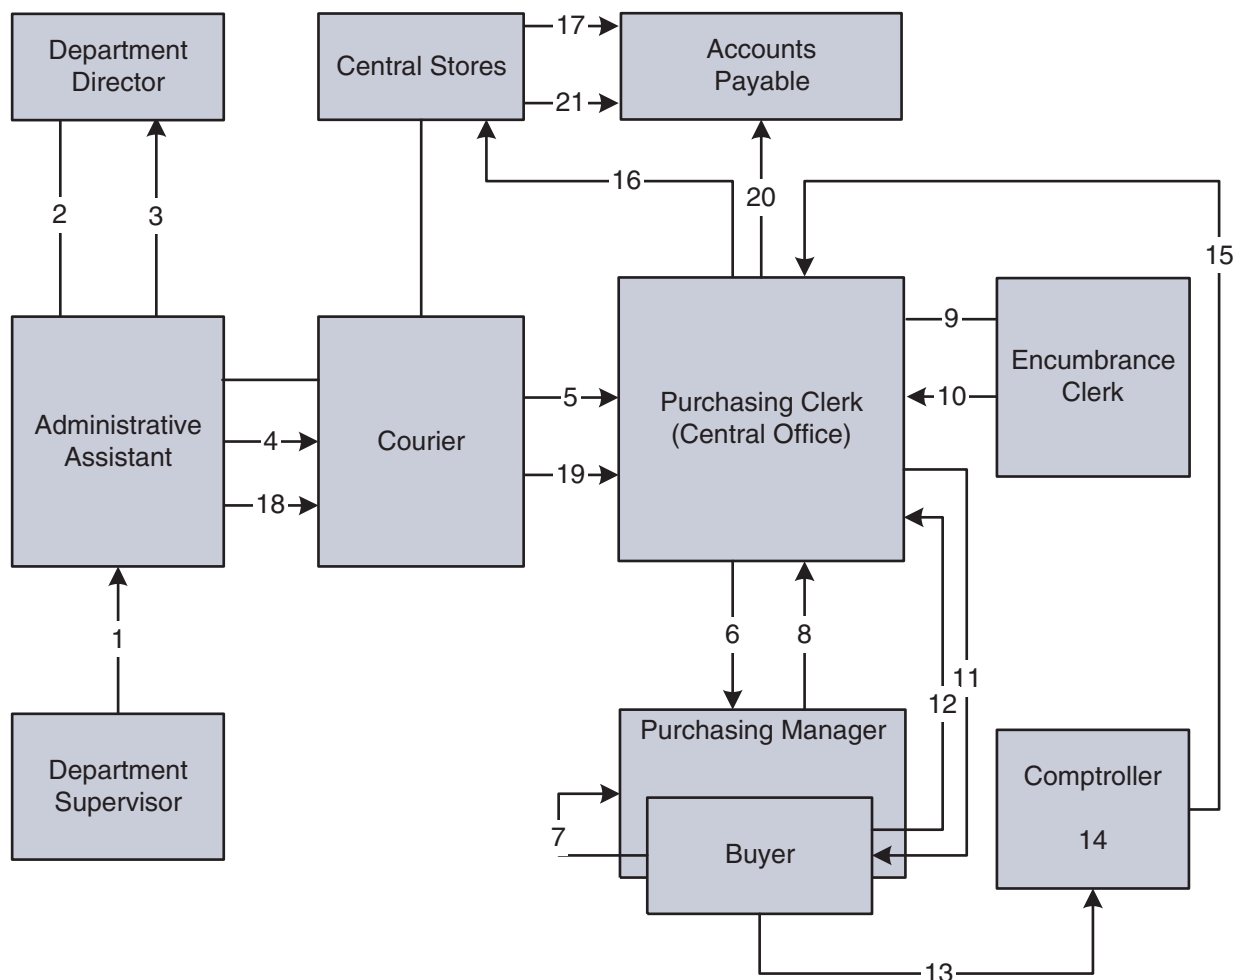 Department
Director
Central Stores
17
21
Accounts
Payable
2
3
16
20
15
Administrative
Assistant
4
18
Courier
5
19
Purchasing Clerk
(Central Office)
9
10
Encumbrance
Clerk
1
6
8
11
12
Department
Supervisor
Purchasing Manager
7
Buyer
Comptroller
14
13